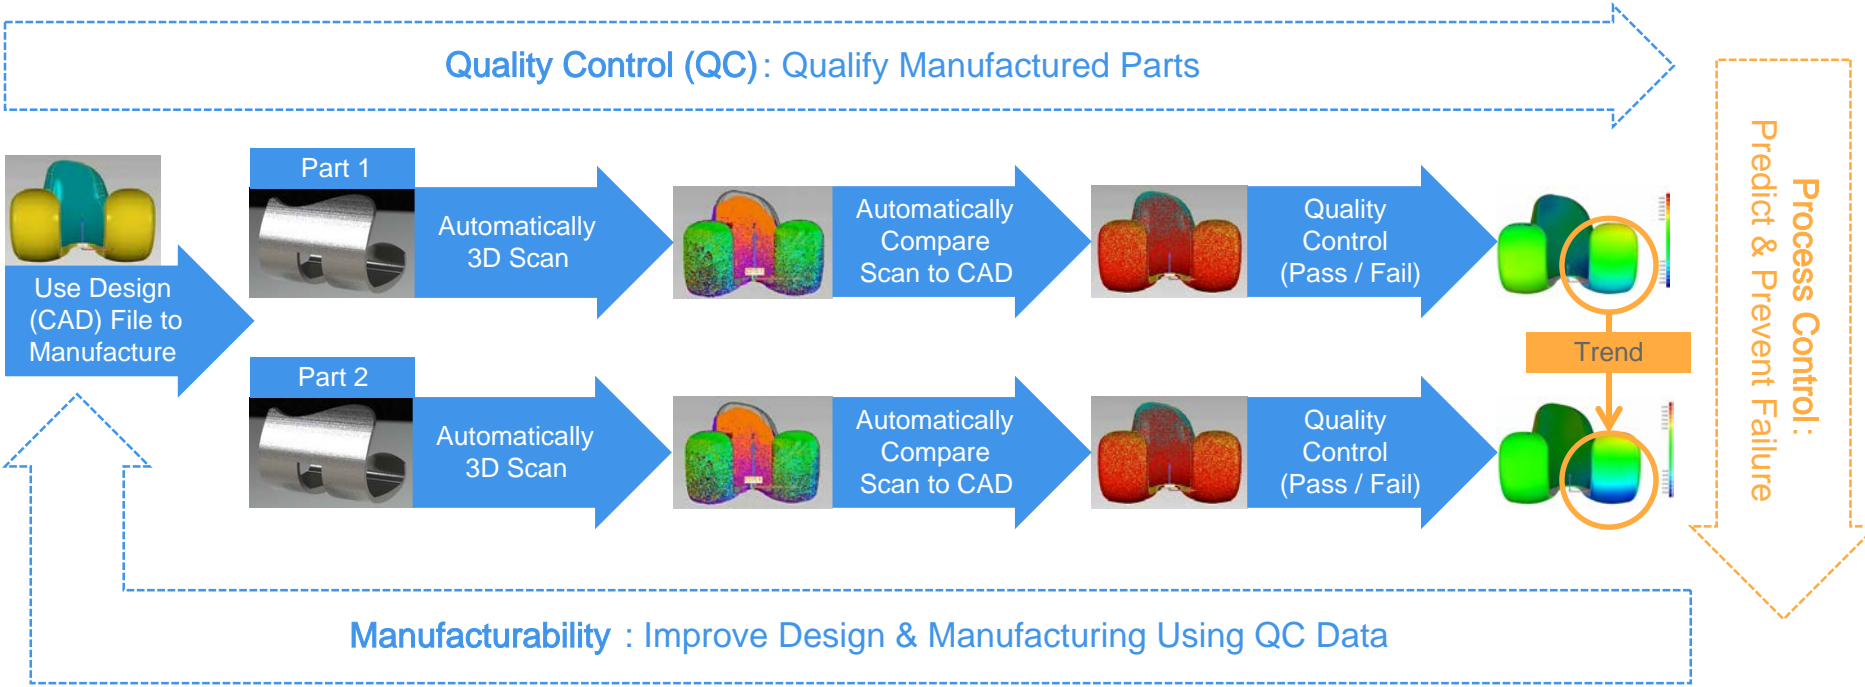 Quality Control (QC): Qualify Manufactured Parts
Use Design
(CAD) File to
Manufacture
Part 1
Automatically
3D Scan
Automatically
Compare
Scan to CAD
Quality
Control
(Pass / Fail)
Trend
Part 2
Automatically
3D Scan
Automatically
Compare
Scan to CAD
Quality
Control
(Pass / Fail)
Process Control:
Predict & Prevent Failure
Manufacturability : Improve Design & Manufacturing Using QC Data